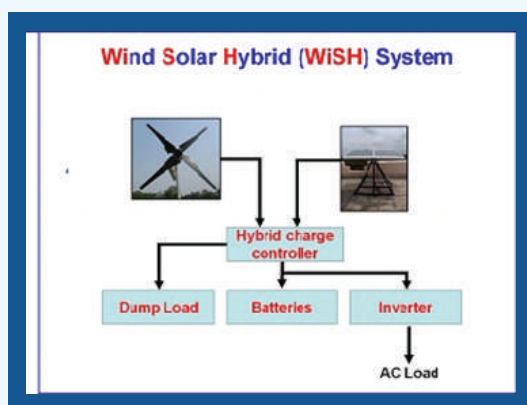 Wind Solar Hybrid (WiSH) System
Hybrid charge
controller
Dump Load
Batteries
Inverter
AC Load